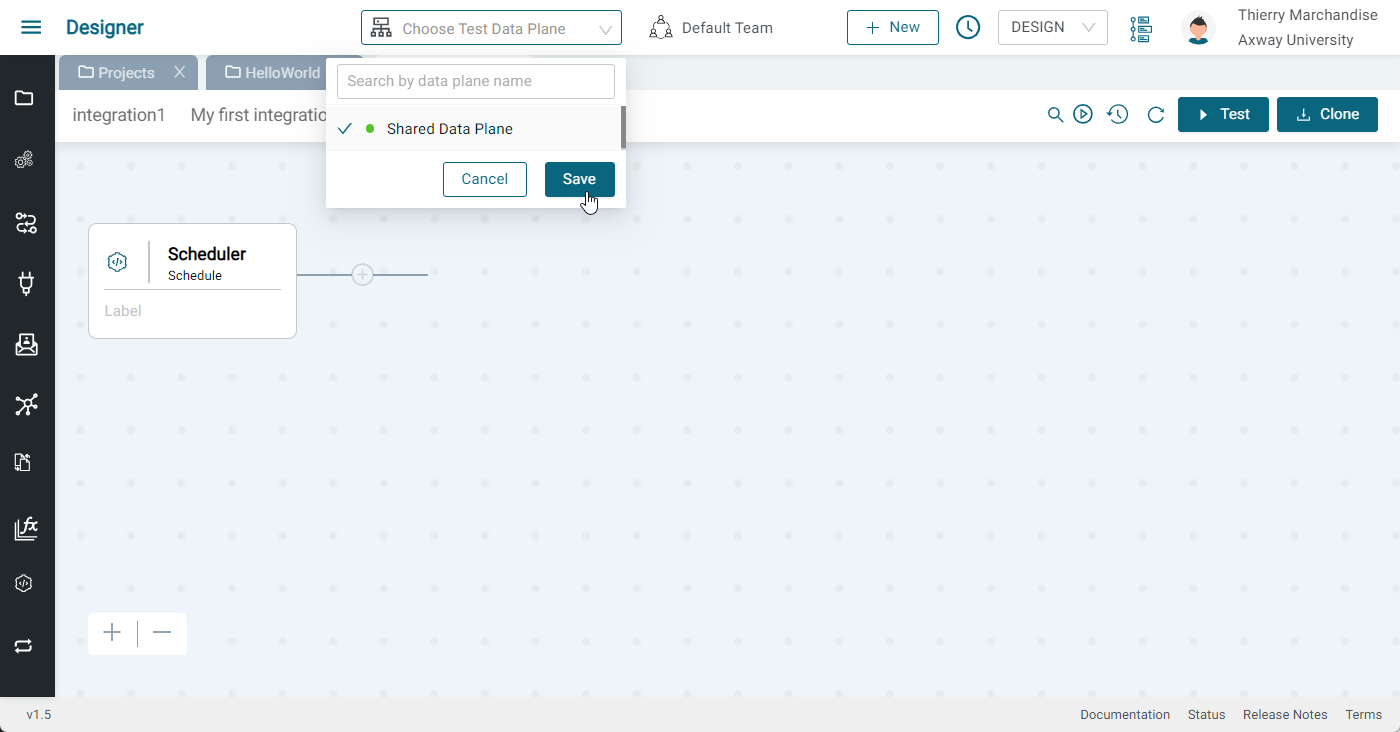 Designer
Choose Test Data Plane
Default Team
New
DESIGN
Thierry Marchandise
Axway University
Projects
HelloWorld
Search by data plane name
Shared Data Plane
Cancel
Save
integration1
My first integratio
Test
Clone
Scheduler
Schedule
Label
fx
v1.5
Documentation
Status
Release Notes
Terms